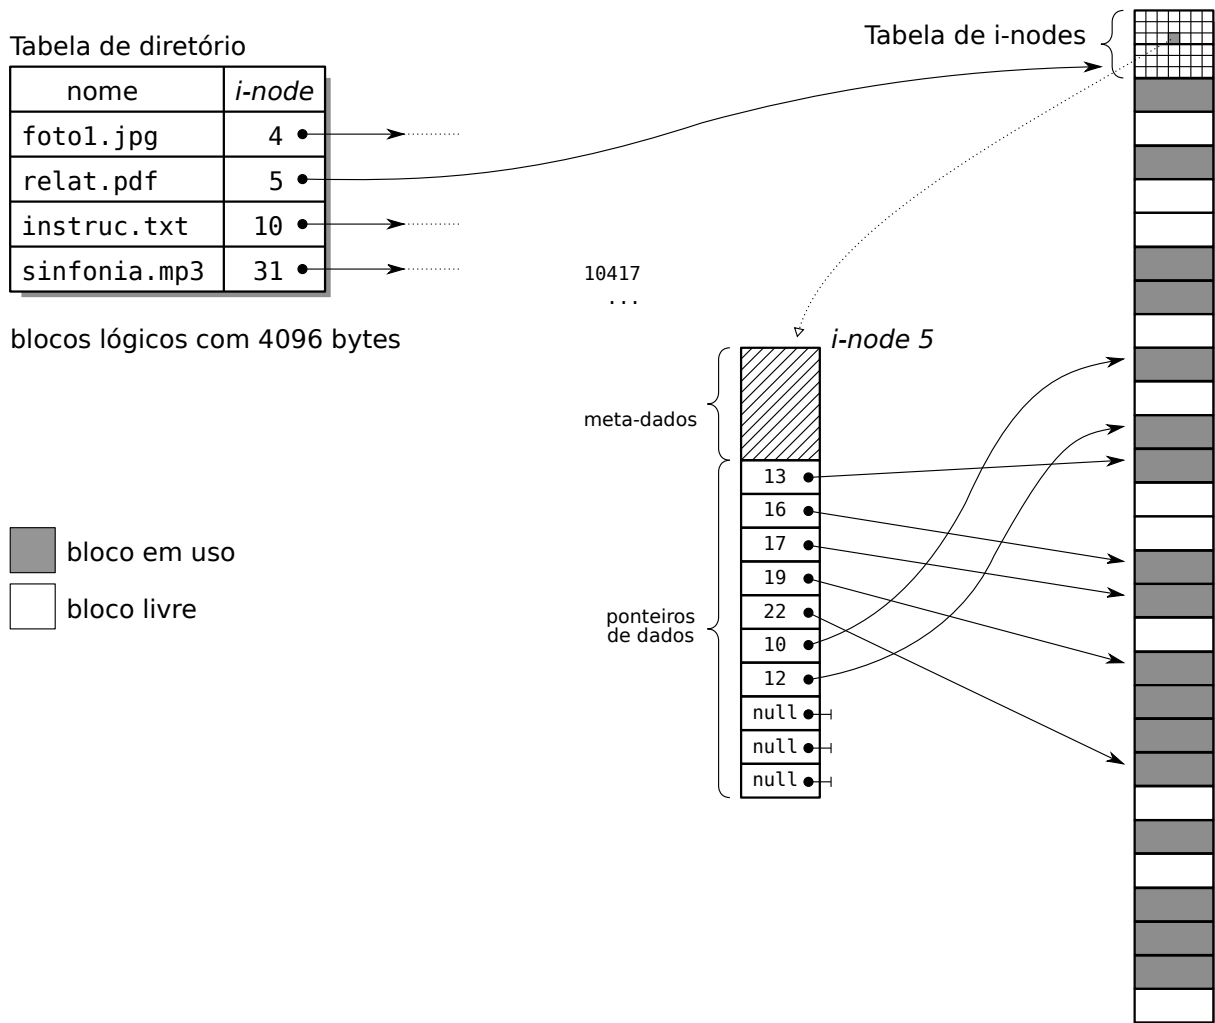 Tabela de i-nodes
Tabela de diretório
nome i-node
foto1.jpg 4
relat.pdf 5
instruc.txt 10
sinfonia.mp3 31
10417
...
blocos lógicos com 4096 bytes
i-node 5
meta-dados
13
16
17
19
22
ponteiros
de dados
10
12
null
null
null
bloco em uso
bloco livre